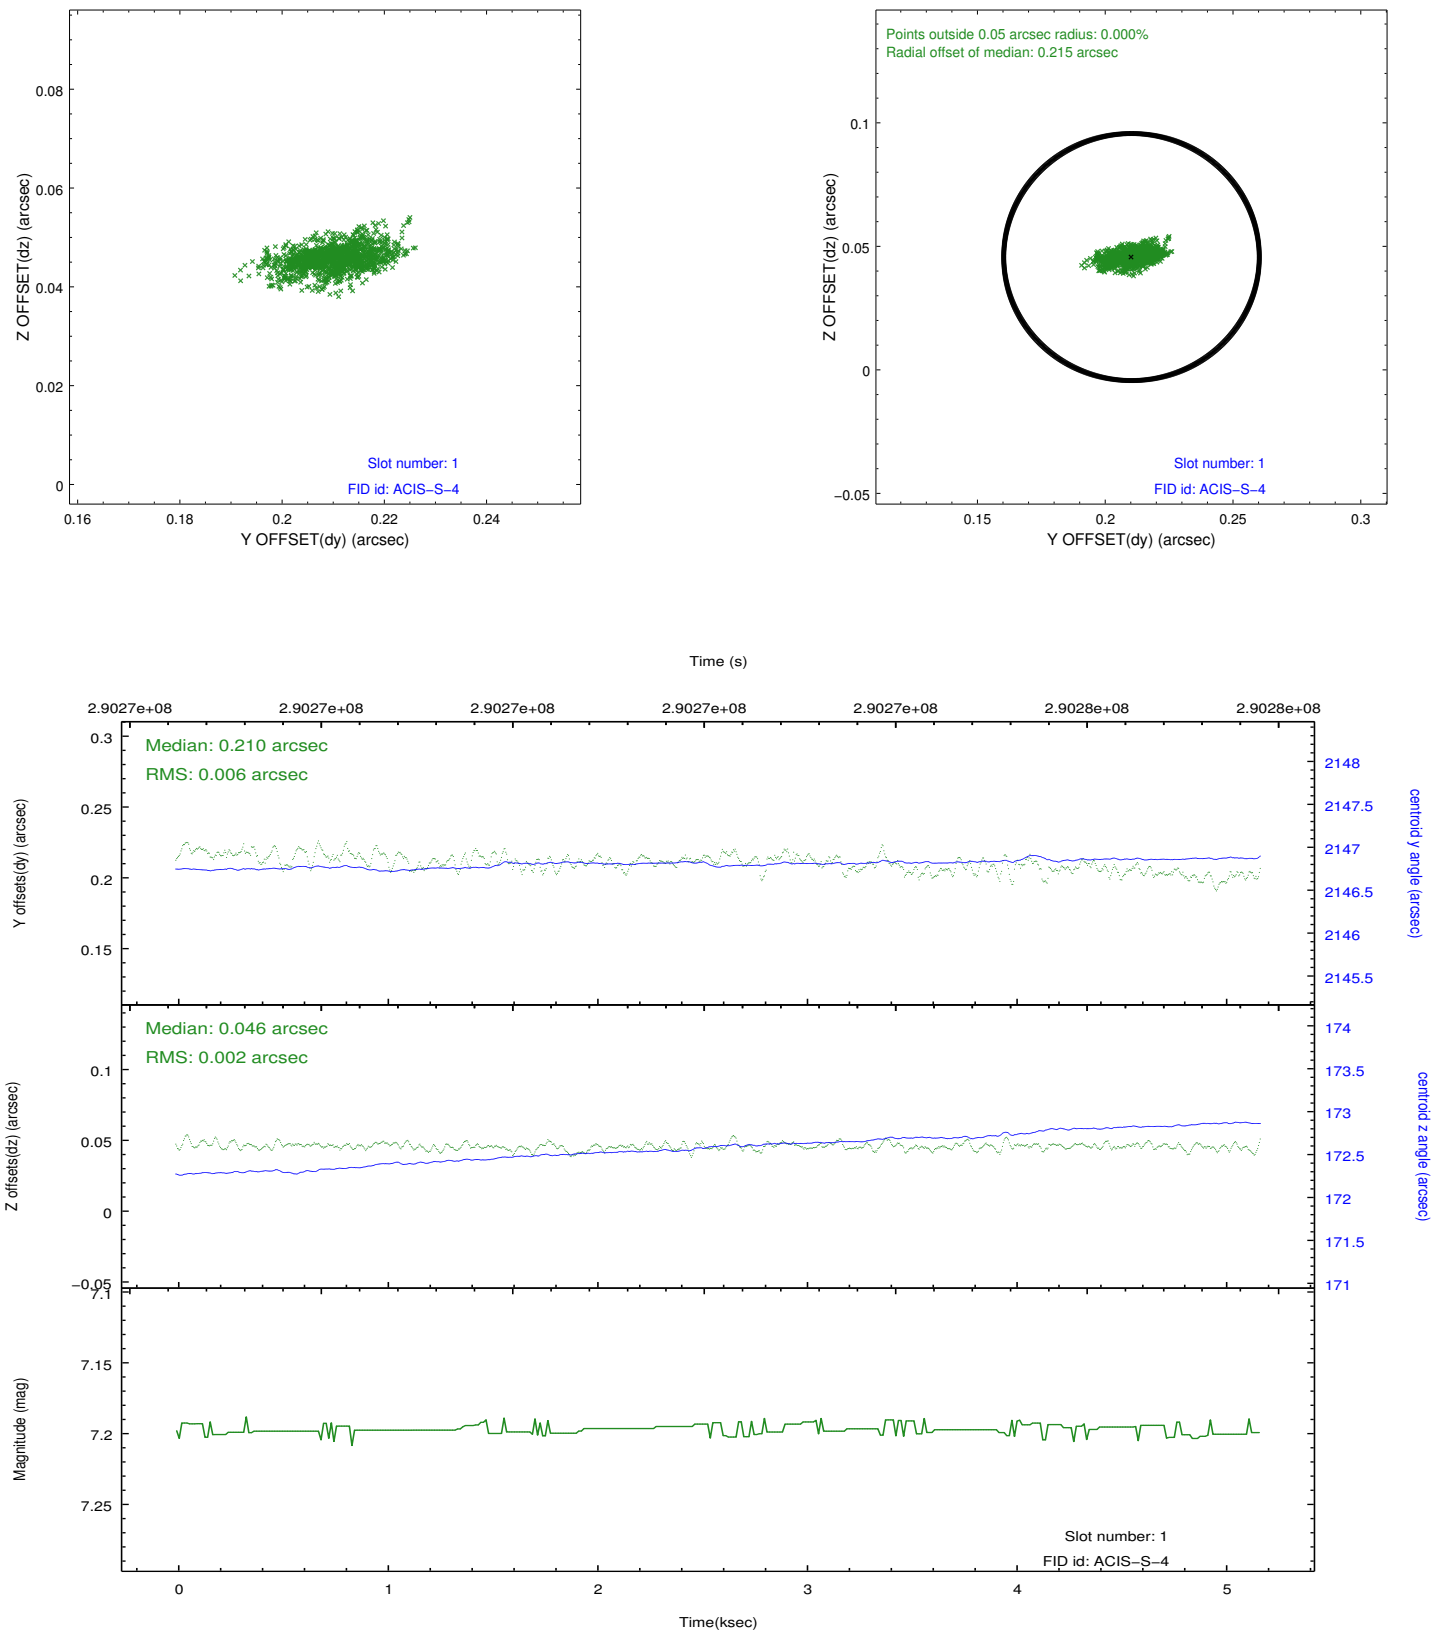 0.08
0.06
0.04
0.02
0
Z OFFSET(dz) (arcsec)
Slot number: 1
FID id: ACIS−S−4
0.16
0.18
0.2
0.22
0.24
Y OFFSET(dy) (arcsec)
Points outside 0.05 arcsec radius: 0.000%
Radial offset of median: 0.215 arcsec
0.1
0.05
0
−0.05
Z OFFSET(dz) (arcsec)
Slot number: 1
FID id: ACIS−S−4
0.15
0.2
0.25
0.3
Y OFFSET(dy) (arcsec)
Time (s)
2.9027e+08
2.9027e+08
2.9027e+08
2.9027e+08
2.9027e+08
2.9028e+08
2.9028e+08
Median: 0.210 arcsec
RMS: 0.006 arcsec
0.3
0.25
0.2
0.15
Y offsets(dy) (arcsec)
2148
2147.5
2147
2146.5
2146
2145.5
centroid y angle (arcsec)
Median: 0.046 arcsec
RMS: 0.002 arcsec
0.1
0.05
0
−0.05
Z offsets(dz) (arcsec)
174
173.5
173
172.5
172
171.5
171
centroid z angle (arcsec)
7.1
7.15
7.2
7.25
Magnitude (mag)
Slot number: 1
FID id: ACIS−S−4
0
1
2
3
4
5
Time(ksec)